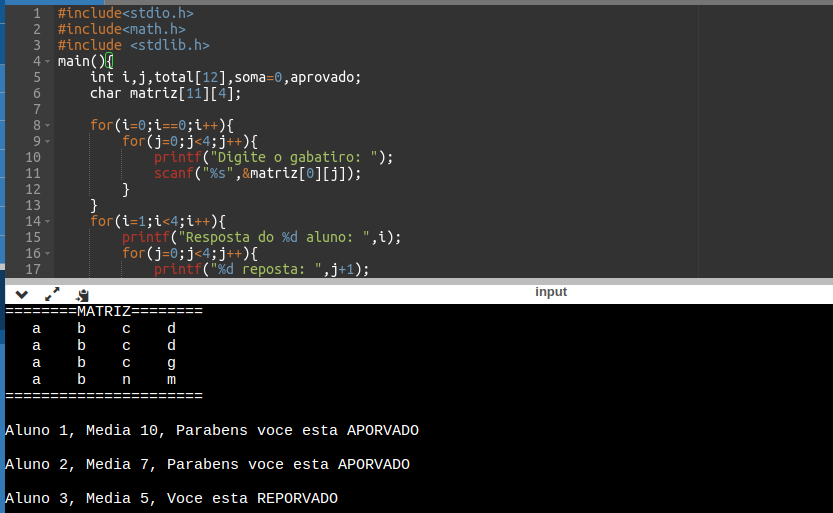 1 #include<stdio.h>
2 #include<math.h>
3 #include <stdlib.h>
4 main(){
5 int i,j,total[12],soma=0,aprovado;
6 char matriz[11][4];
7
8 for(i=0;i==0;i++){
9 for(j=0;j<4;j++){
10 printf("Digite o gabatiro: ");
11 scanf("%s",&matriz[0][j]);
12 }
13 }
14 for(i=1;i<4;i++){
15 printf("Resposta do %d aluno: ",i);
16 for(j=0;j<4;j++){
17 printf("%d reposta: ",j+1);
input
========MATRIZ========
a b c d
a b c d
a b c g
a b n m
======================
Aluno 1, Media 10, Parabens voce esta APORVADO
Aluno 2, Media 7, Parabens voce esta APORVADO
Aluno 3, Media 5, Voce esta REPORVADO